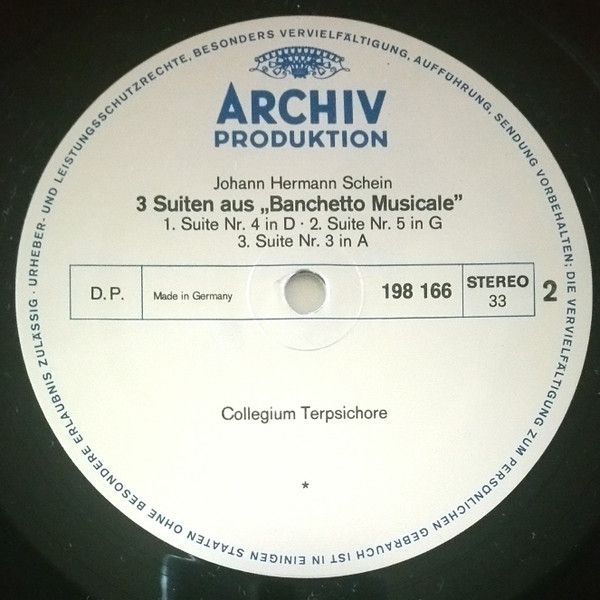 ARCHIV
PRODUKTION
Johann Hermann Schein
3 Suiten aus „Banchetto Musicale”
1. Suite Nr. 4 in D · 2. Suite Nr. 5 in G
3. Suite Nr. 3 in A
D.P.
Made in Germany
198 166
STEREO
33
2
Collegium Terpsichore
*
URHEBER- UND LEISTUNGSSCHUTZRECHTE, BESONDERS VERVIELFÄLTIGUNG, AUFFÜHRUNG, SENDUNG VORBEHALTEN; DIE VERVIELFÄLTIGUNG ZUM PERSÖNLICHEN GEBRAUCH IST IN EINIGEN STAATEN OHNE BESONDERE ERLAUBNIS ZULÄSSIG ·